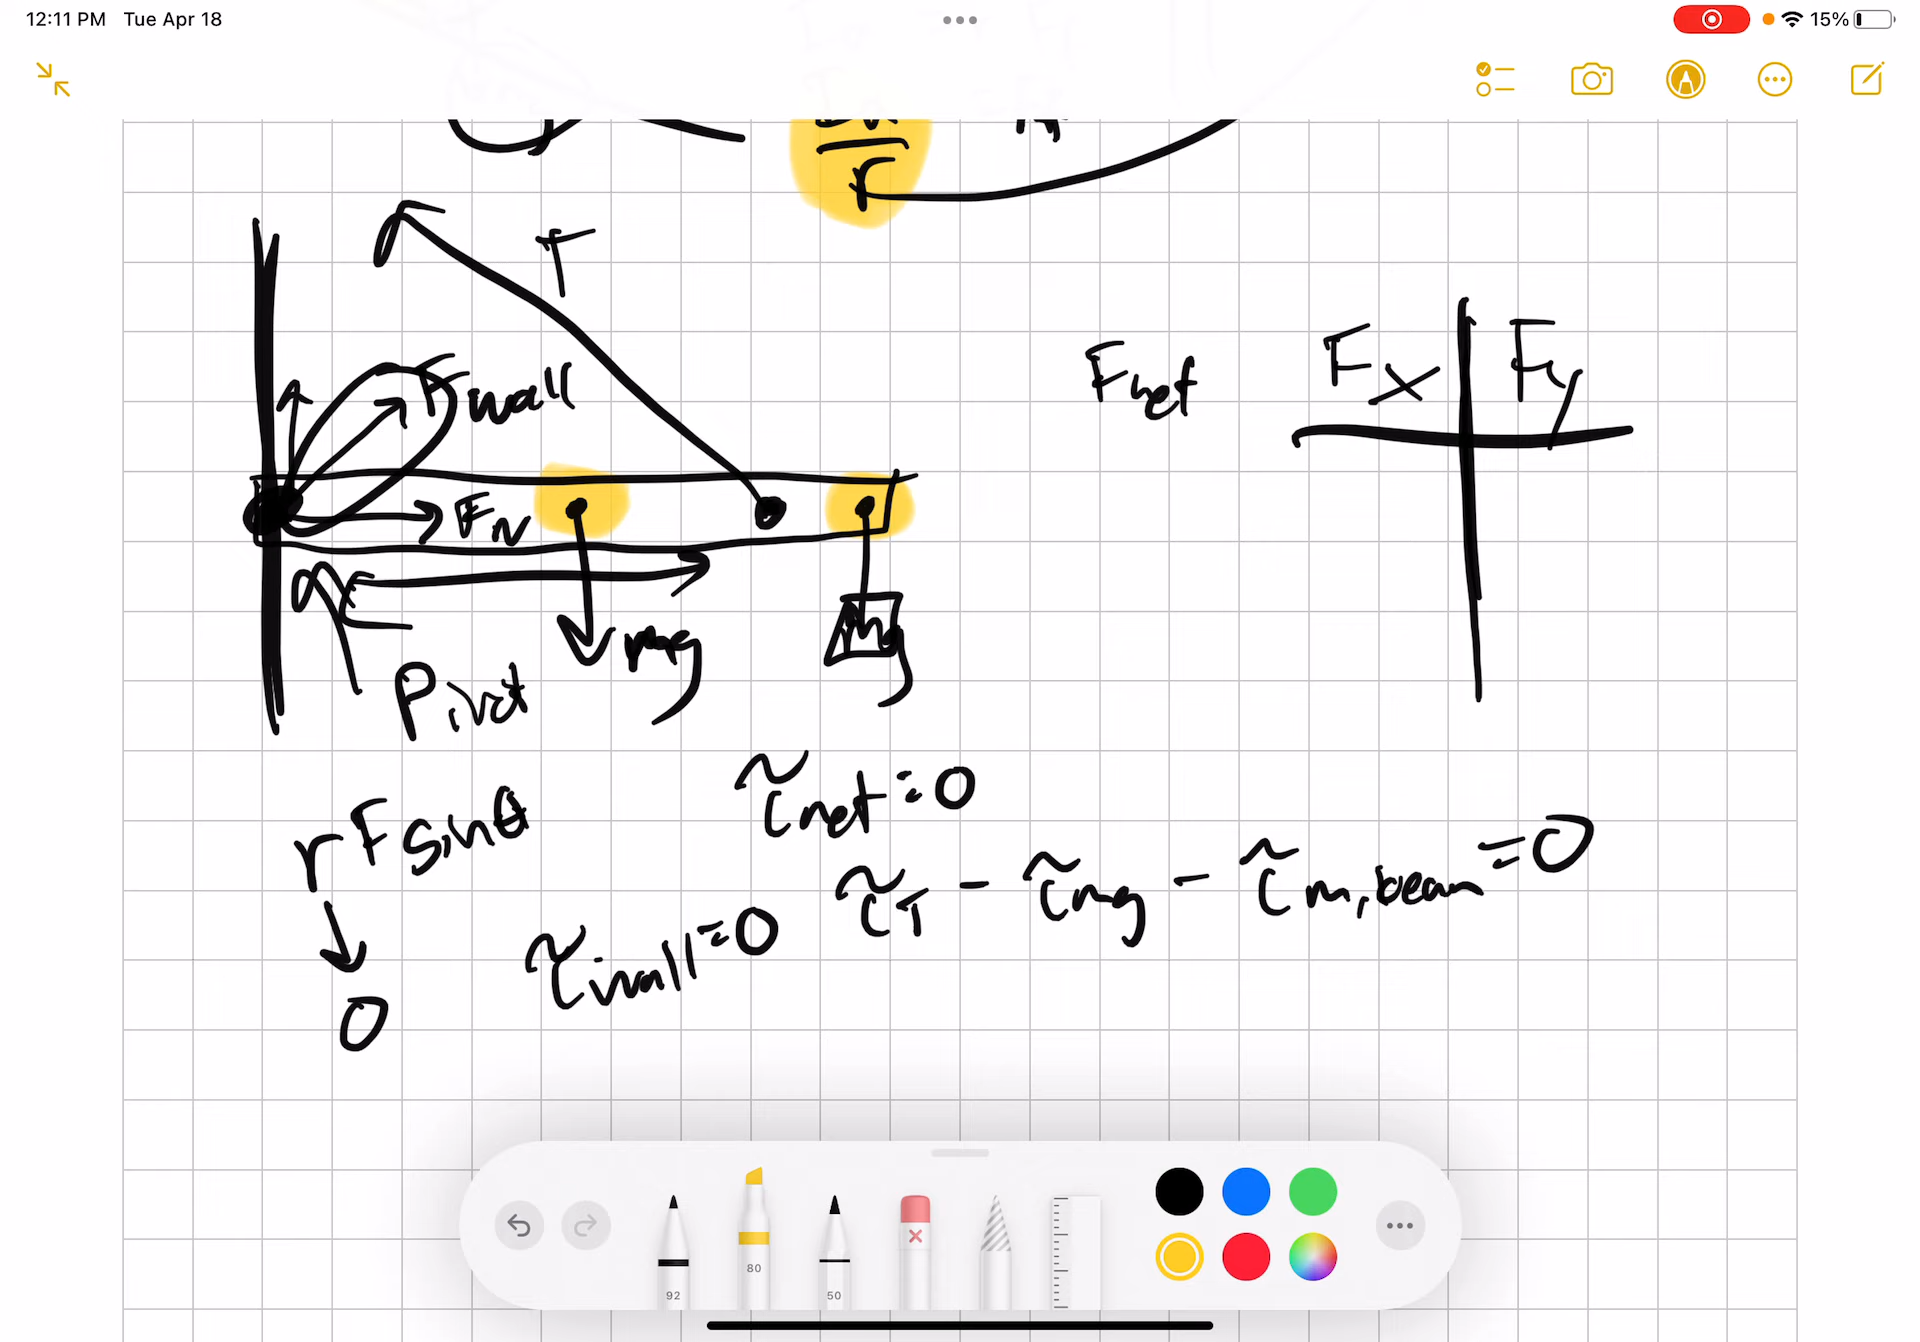 12:11 PM Tue Apr 18
15%
r
T
Fwall
Fnet
Fx Fy
FN
mg
mg
Pivot
τnet=0
rFsinθ
τT - τmg - τm,beam=0
τwall=0
0
92 80 50